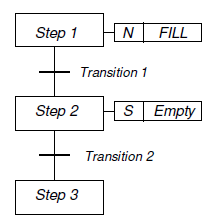 Step 1 N FILL
Transition 1
Step 2 S Empty
Transition 2
Step 3